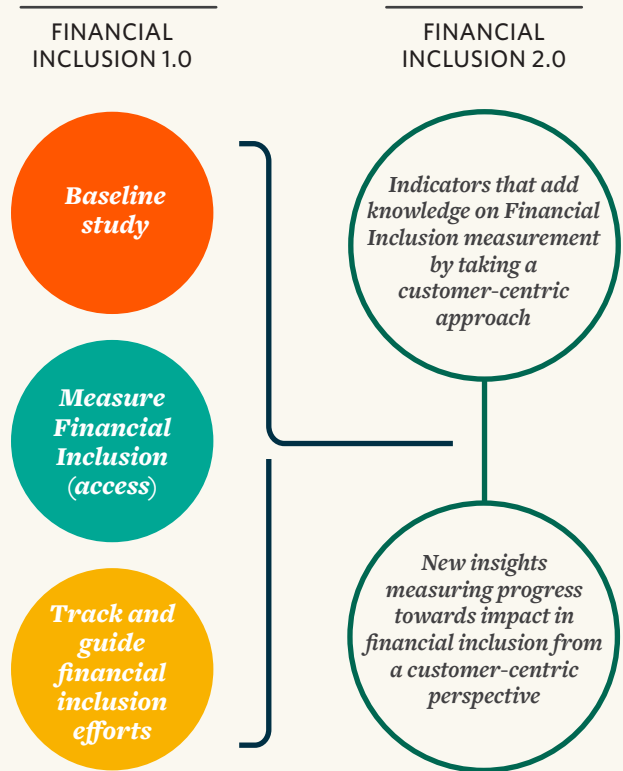 FINANCIAL
INCLUSION 1.0
Baseline
study
Measure
Financial
Inclusion
(access)
Track and
guide
financial
inclusion
efforts
FINANCIAL
INCLUSION 2.0
Indicators that add
knowledge on Financial
Inclusion measurement
by taking a
customer-centric
approach
New insights
measuring progress
towards impact in
financial inclusion from
a customer-centric
perspective